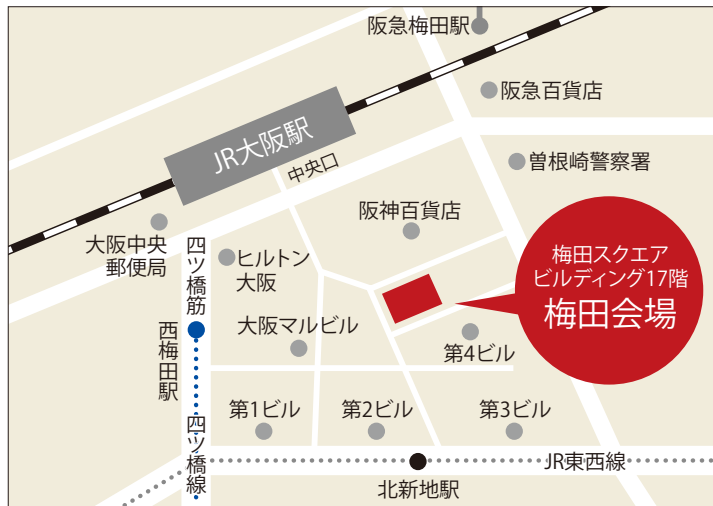 阪急梅田駅
阪急百貨店
JR大阪駅
中央口
曽根崎警察署
阪神百貨店
大阪中央
郵便局
四ツ橋筋
ヒルトン
大阪
梅田スクエア
ビルディング17階
梅田会場
西梅田駅
大阪マルビル
第4ビル
第1ビル
第2ビル
第3ビル
四ツ橋線
JR東西線
北新地駅